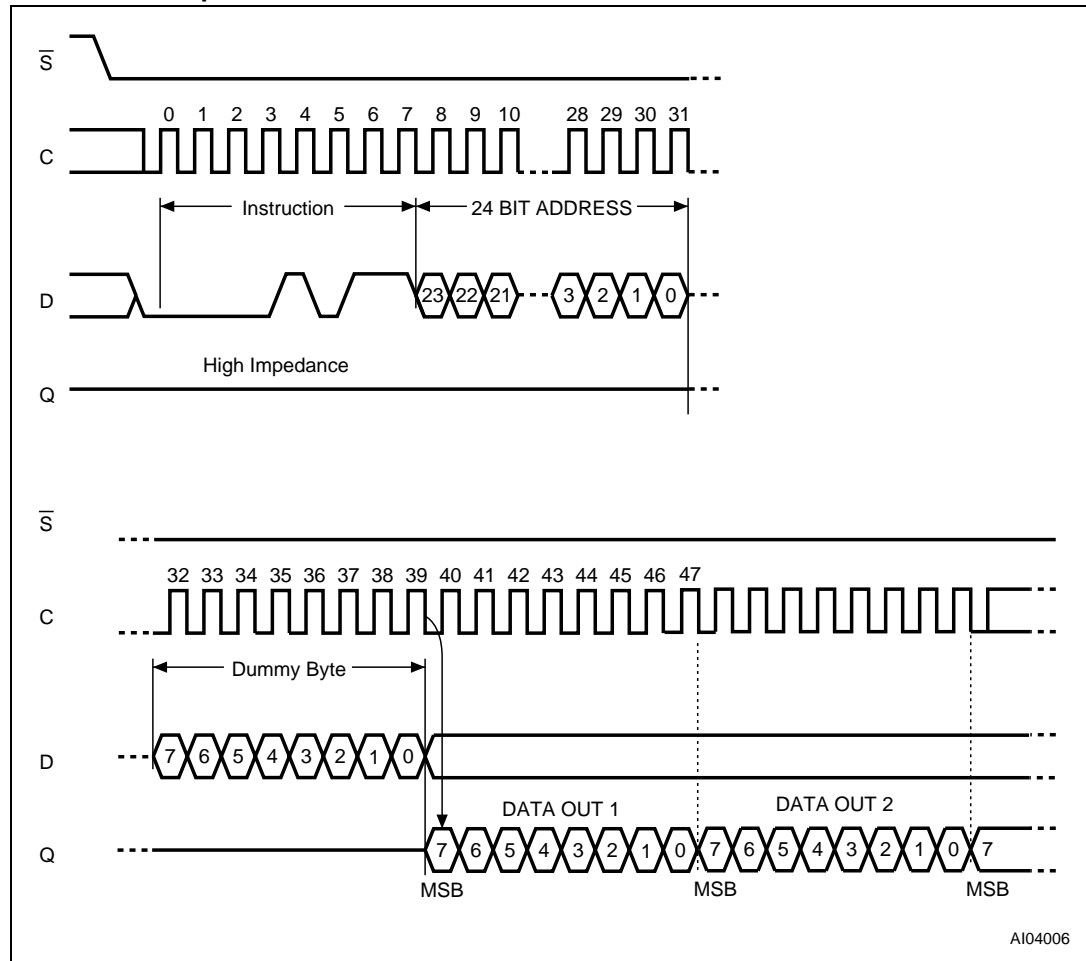 S
0 1 2 3 4 5 6 7 8 9 10 28 29 30 31
C
Instruction 24 BIT ADDRESS
D 23 22 21 3 2 1 0
High Impedance
Q
S
32 33 34 35 36 37 38 39 40 41 42 43 44 45 46 47
C
Dummy Byte
D 7 6 5 4 3 2 1 0
DATA OUT 1 DATA OUT 2
Q 7 6 5 4 3 2 1 0 7 6 5 4 3 2 1 0 7
MSB MSB MSB
AI04006